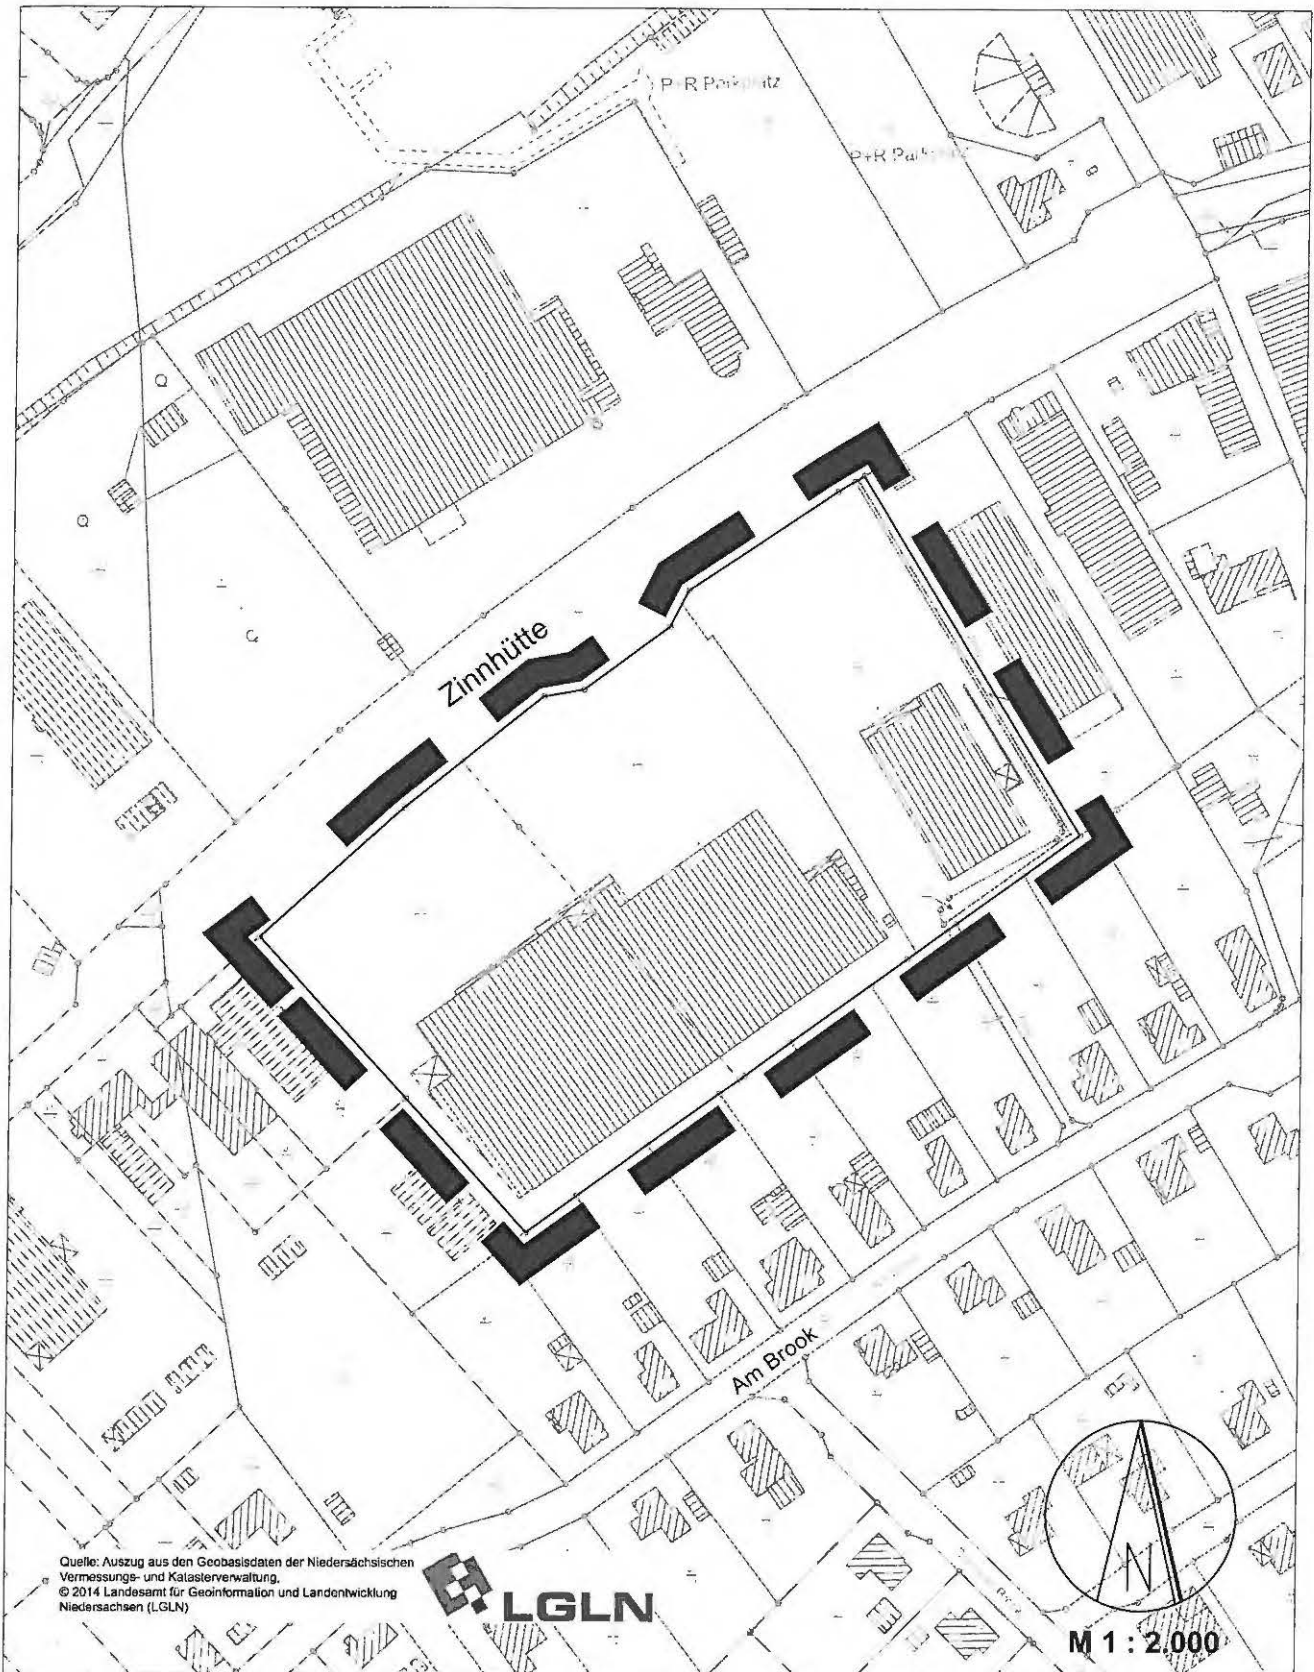 P+R Parkplatz
P+R Parkplatz
Zinnhütte
Am Brook
Quelle: Auszug aus den Geobasisdaten der Niedersächsischen
Vermessungs- und Katasterverwaltung,
© 2014 Landesamt für Geoinformation und Landentwicklung
Niedersachsen (LGLN)
LGLN
N
M 1 : 2.000